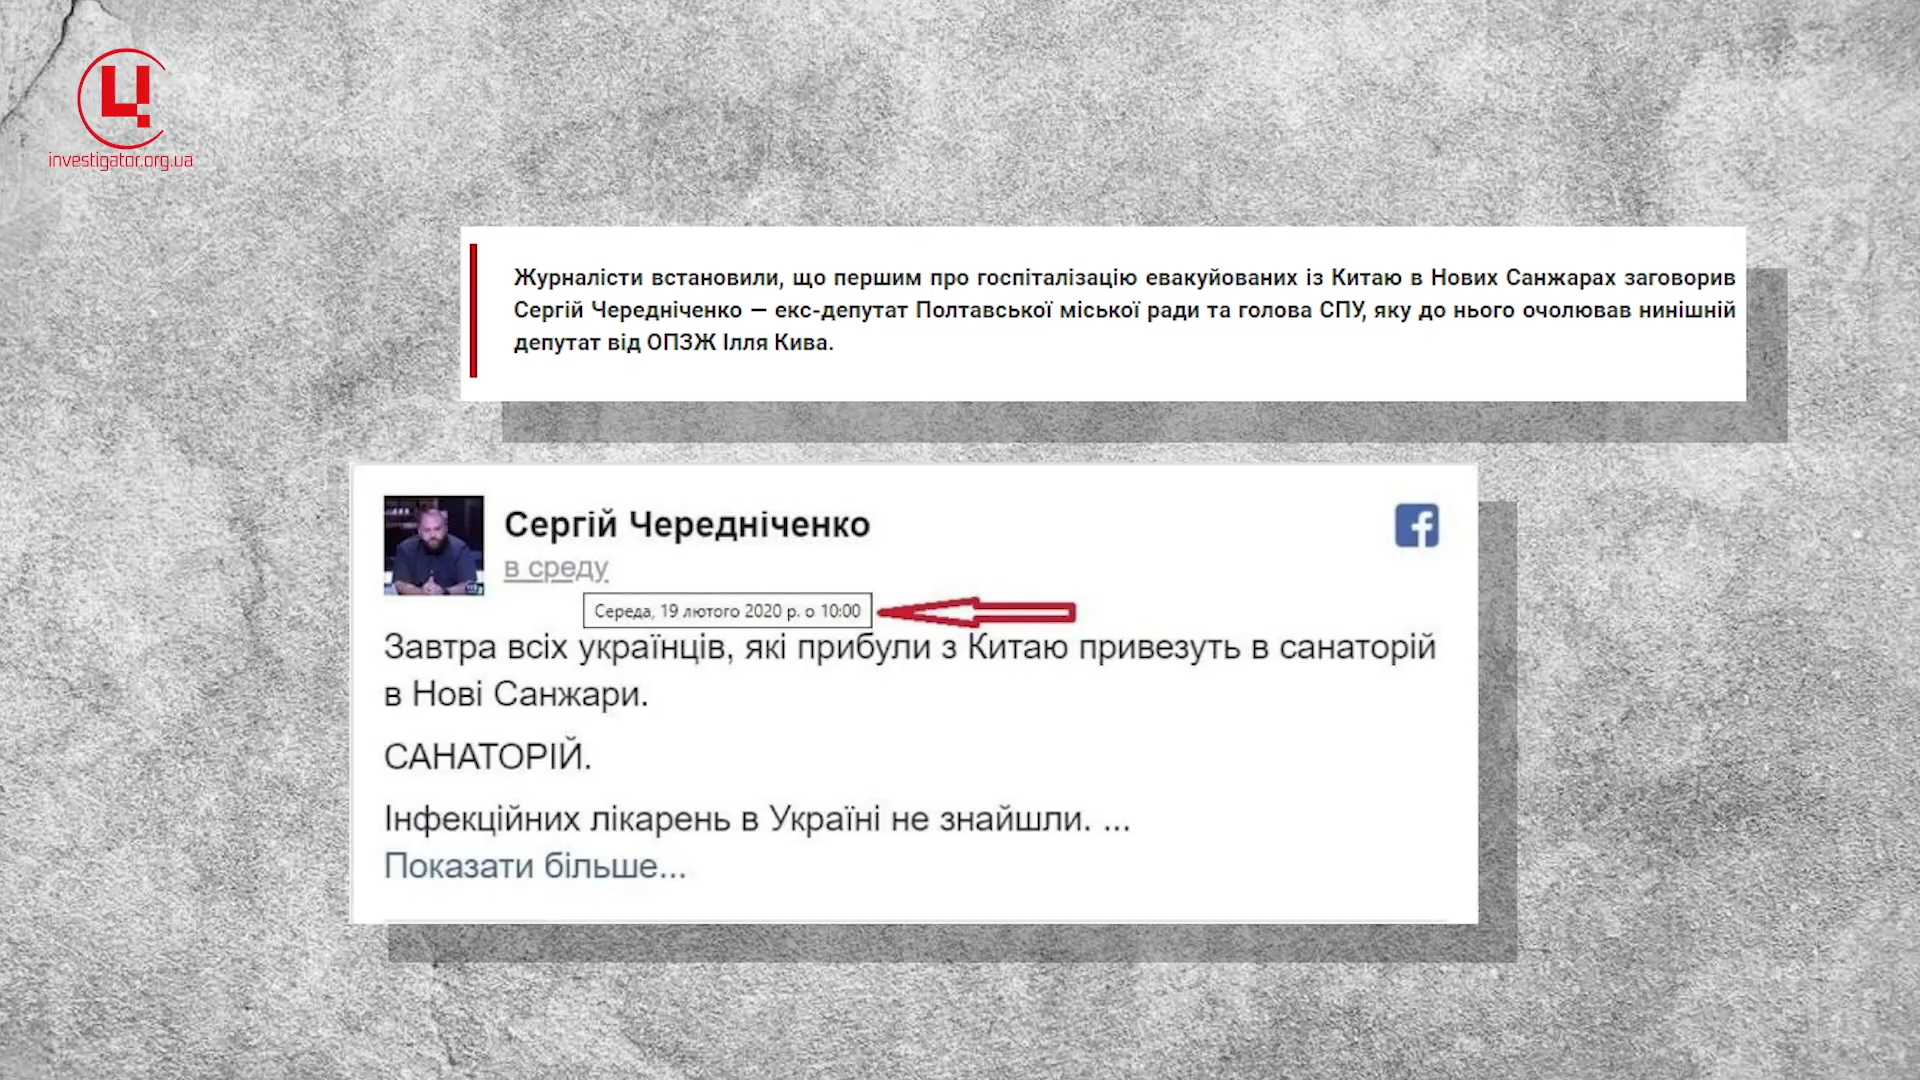 Ц
investigator.org.ua
Журналісти встановили, що першим про госпіталізацію евакуйованих із Китаю в Нових Санжарах заговорив
Сергій Чередніченко — екс-депутат Полтавської міської ради та голова СПУ, яку до нього очолював нинішній
депутат від ОПЗЖ Ілля Кива.
Сергій Чередніченко
в среду
Середа, 19 лютого 2020 р. о 10:00
Завтра всіх українців, які прибули з Китаю привезуть в санаторій
в Нові Санжари.
САНАТОРІЙ.
Інфекційних лікарень в Україні не знайшли. ...
Показати більше...